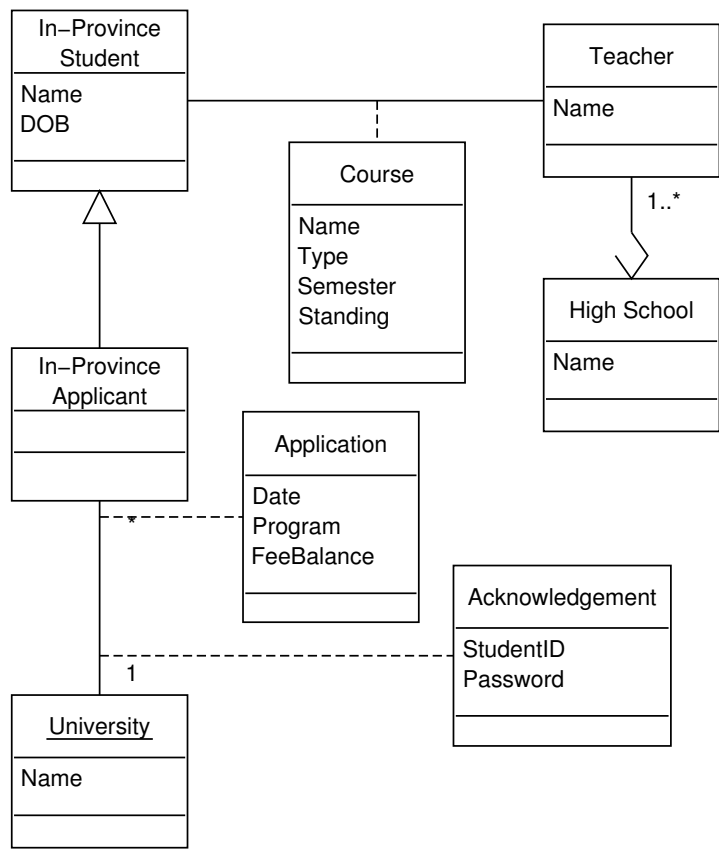 In−Province
Student
Name
DOB
Teacher
Name
Course
Name
Type
Semester
Standing
1..*
High School
Name
In−Province
Applicant
Application
Date
Program
FeeBalance
*
Acknowledgement
StudentID
Password
1
University
Name